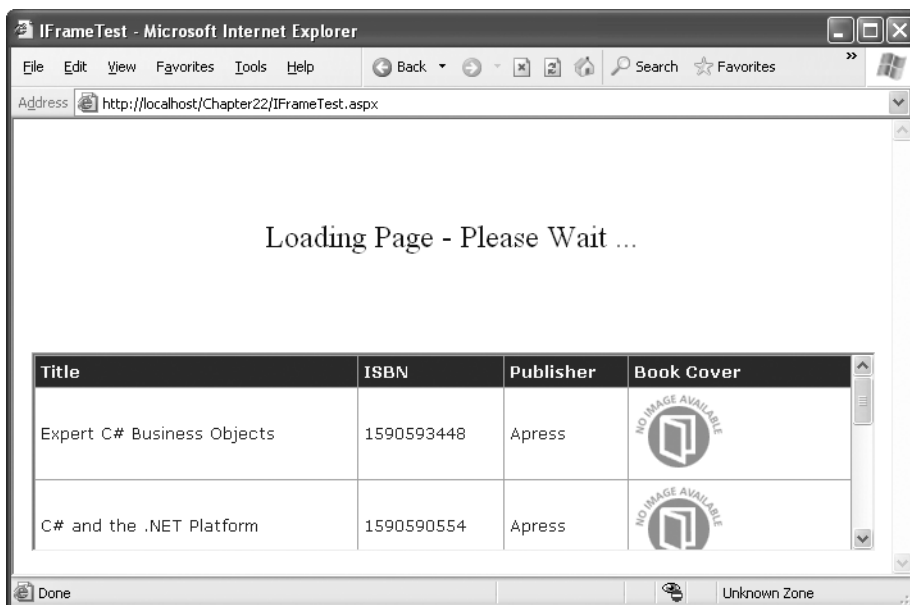 IFrameTest - Microsoft Internet Explorer
File Edit View Favorites Tools Help Back Search Favorites »
Address http://localhost/Chapter22/IFrameTest.aspx
Loading Page - Please Wait ...
Title ISBN Publisher Book Cover
NO IMAGE AVAILABLE
Expert C# Business Objects 1590593448 Apress
NO IMAGE AVAILABLE
C# and the .NET Platform 1590590554 Apress
Done Unknown Zone